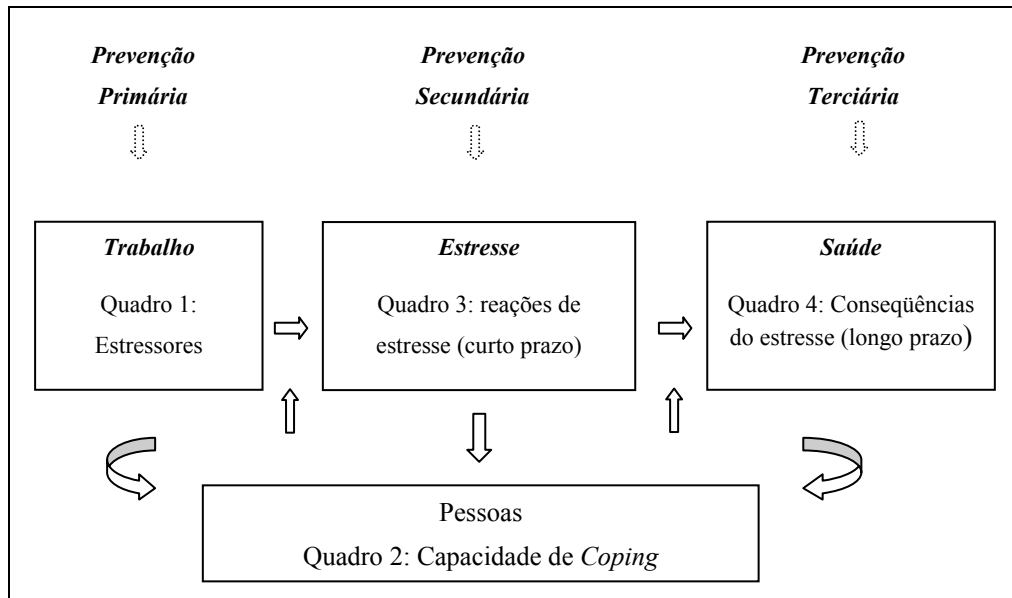 Prevenção
Primária
Prevenção
Secundária
Prevenção
Terciária
Trabalho
Quadro 1:
Estressores
Estresse
Quadro 3: reações de
estresse (curto prazo)
Saúde
Quadro 4: Conseqüências
do estresse (longo prazo)
Pessoas
Quadro 2: Capacidade de Coping